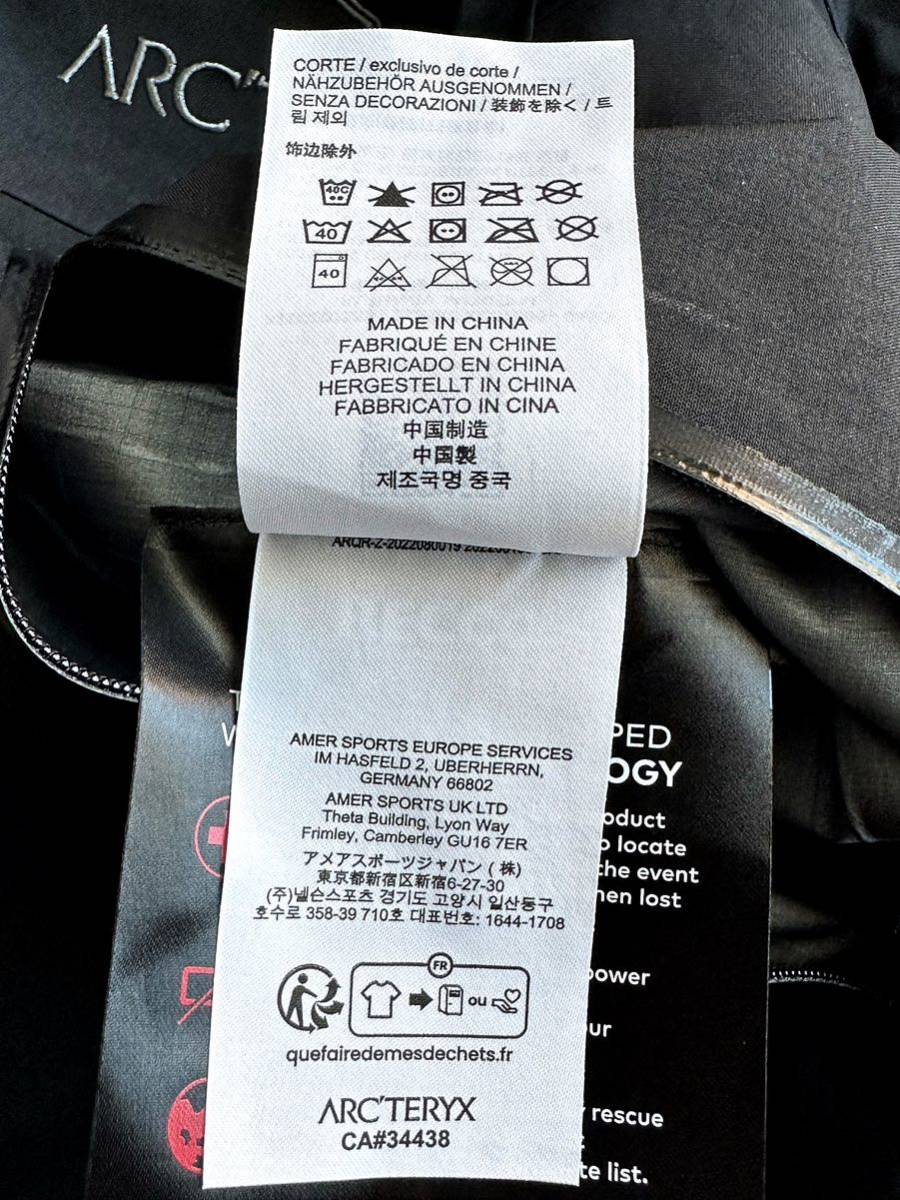 ARC'
CORTE / exclusivo de corte /
NÄHZUBEHÖR AUSGENOMMEN /
SENZA DECORAZIONI / 装飾を除く / 트
림 제외
饰边除外
40C
40
40
MADE IN CHINA
FABRIQUÉ EN CHINE
FABRICADO EN CHINA
HERGESTELLT IN CHINA
FABBRICATO IN CINA
中国制造
中国製
제조국명 중국
AMER SPORTS EUROPE SERVICES
IM HASFELD 2, UBERHERRN,
GERMANY 66802
AMER SPORTS UK LTD
Theta Building, Lyon Way
Frimley, Camberley GU16 7ER
アメアスポーツジャパン ( 株)
東京都新宿区新宿6-27-30
(주)넬슨스포츠 경기도 고양시 일산동구
호수로 358-39 710호 대표번호: 1644-1708
FR
ou
quefairedemesdechets.fr
ARC'TERYX
CA#34438
PED
OGY
oduct
o locate
the event
hen lost
power
ur
rescue
te list.